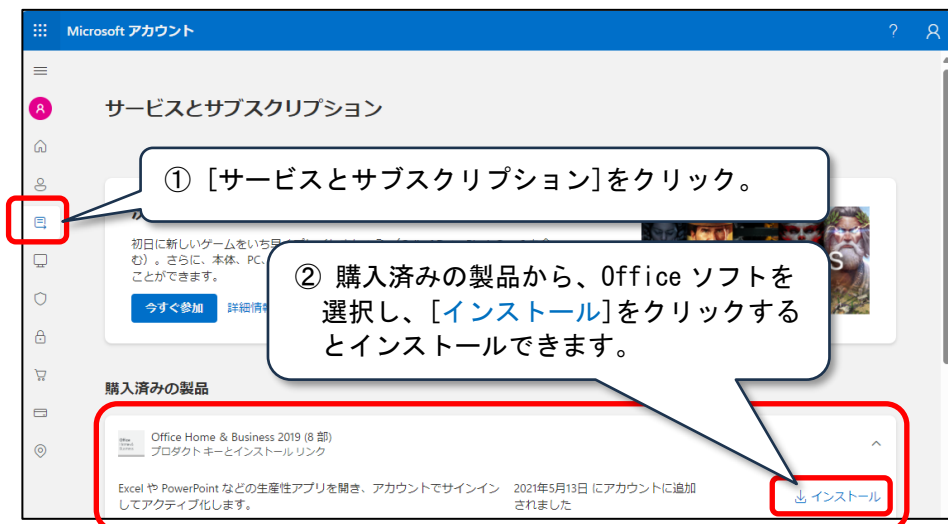 Microsoft アカウント
?
サービスとサブスクリプション
① [サービスとサブスクリプション]をクリック。
初日に新しいゲームをいち早く
む）。さらに、本体、PC、
ことができます。
② 購入済みの製品から、Office ソフトを
選択し、[インストール]をクリックする
とインストールできます。
S
今すぐ参加 詳細情報
購入済みの製品
Office Home & Business 2019 (8 部)
プロダクト キーとインストール リンク
Excel や PowerPoint などの生産性アプリを開き、アカウントでサインイン
してアクティブ化します。
2021年5月13日 にアカウントに追加
されました
インストール